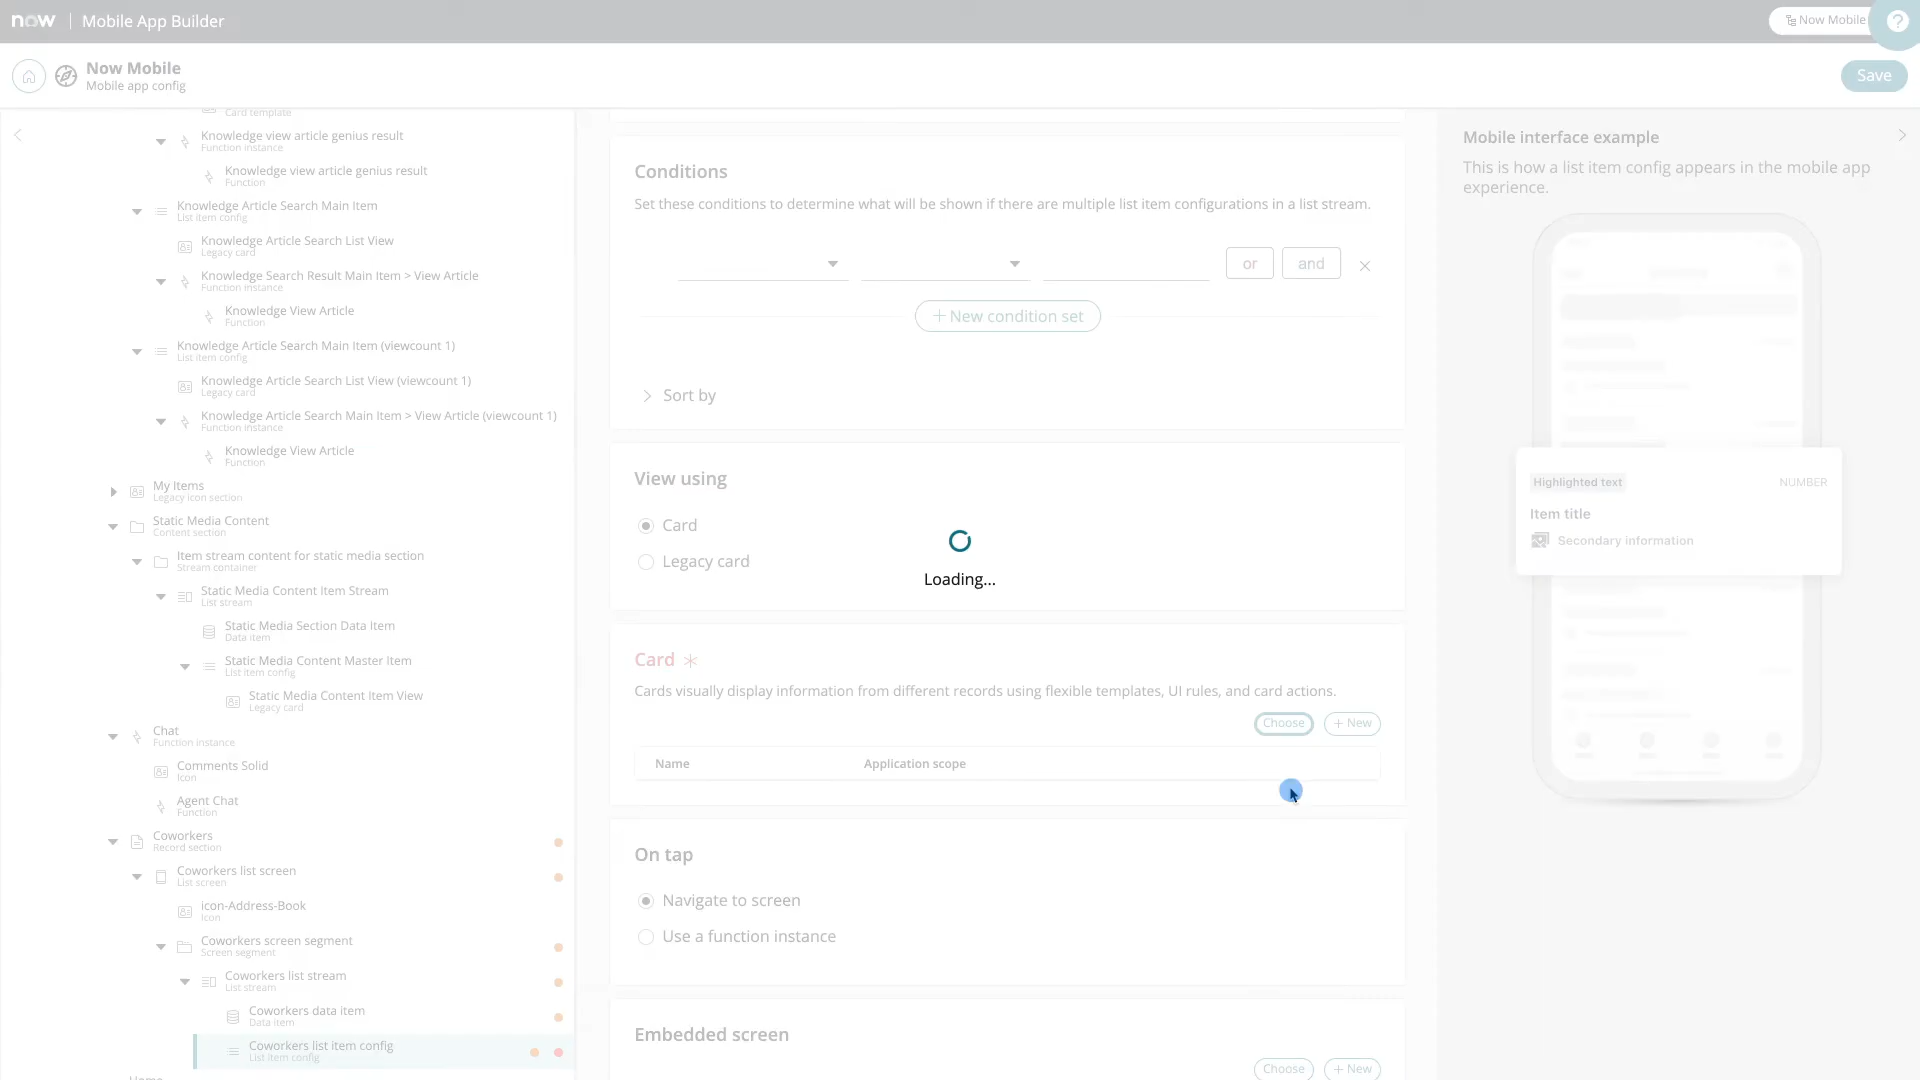 now Mobile App Builder
Now Mobile
?
Now Mobile
Mobile app config
Save
Card template
Knowledge view article genius result
Function instance
Knowledge view article genius result
Function
Knowledge Article Search Main Item
List item config
Knowledge Article Search List View
Legacy card
Knowledge Search Result Main Item > View Article
Function instance
Knowledge View Article
Function
Knowledge Article Search Main Item (viewcount 1)
List item config
Knowledge Article Search List View (viewcount 1)
Legacy card
Knowledge Article Search Main Item > View Article (viewcount 1)
Function instance
Knowledge View Article
Function
My Items
Legacy icon section
Static Media Content
Content section
Item stream content for static media section
Stream container
Static Media Content Item Stream
List stream
Static Media Section Data Item
Data item
Static Media Content Master Item
List item config
Static Media Content Item View
Legacy card
Chat
Function instance
Comments Solid
Icon
Agent Chat
Function
Coworkers
Record section
Coworkers list screen
List screen
icon-Address-Book
Icon
Coworkers screen segment
Screen segment
Coworkers list stream
List stream
Coworkers data item
Data item
Coworkers list item config
List item config
Conditions
Set these conditions to determine what will be shown if there are multiple list item configurations in a list stream.
or and
+ New condition set
Sort by
View using
Card
Legacy card
Loading...
Card
Cards visually display information from different records using flexible templates, UI rules, and card actions.
Choose + New
Name Application scope
On tap
Navigate to screen
Use a function instance
Embedded screen
Choose + New
Mobile interface example
This is how a list item config appears in the mobile app
experience.
Highlighted text NUMBER
Item title
Secondary information